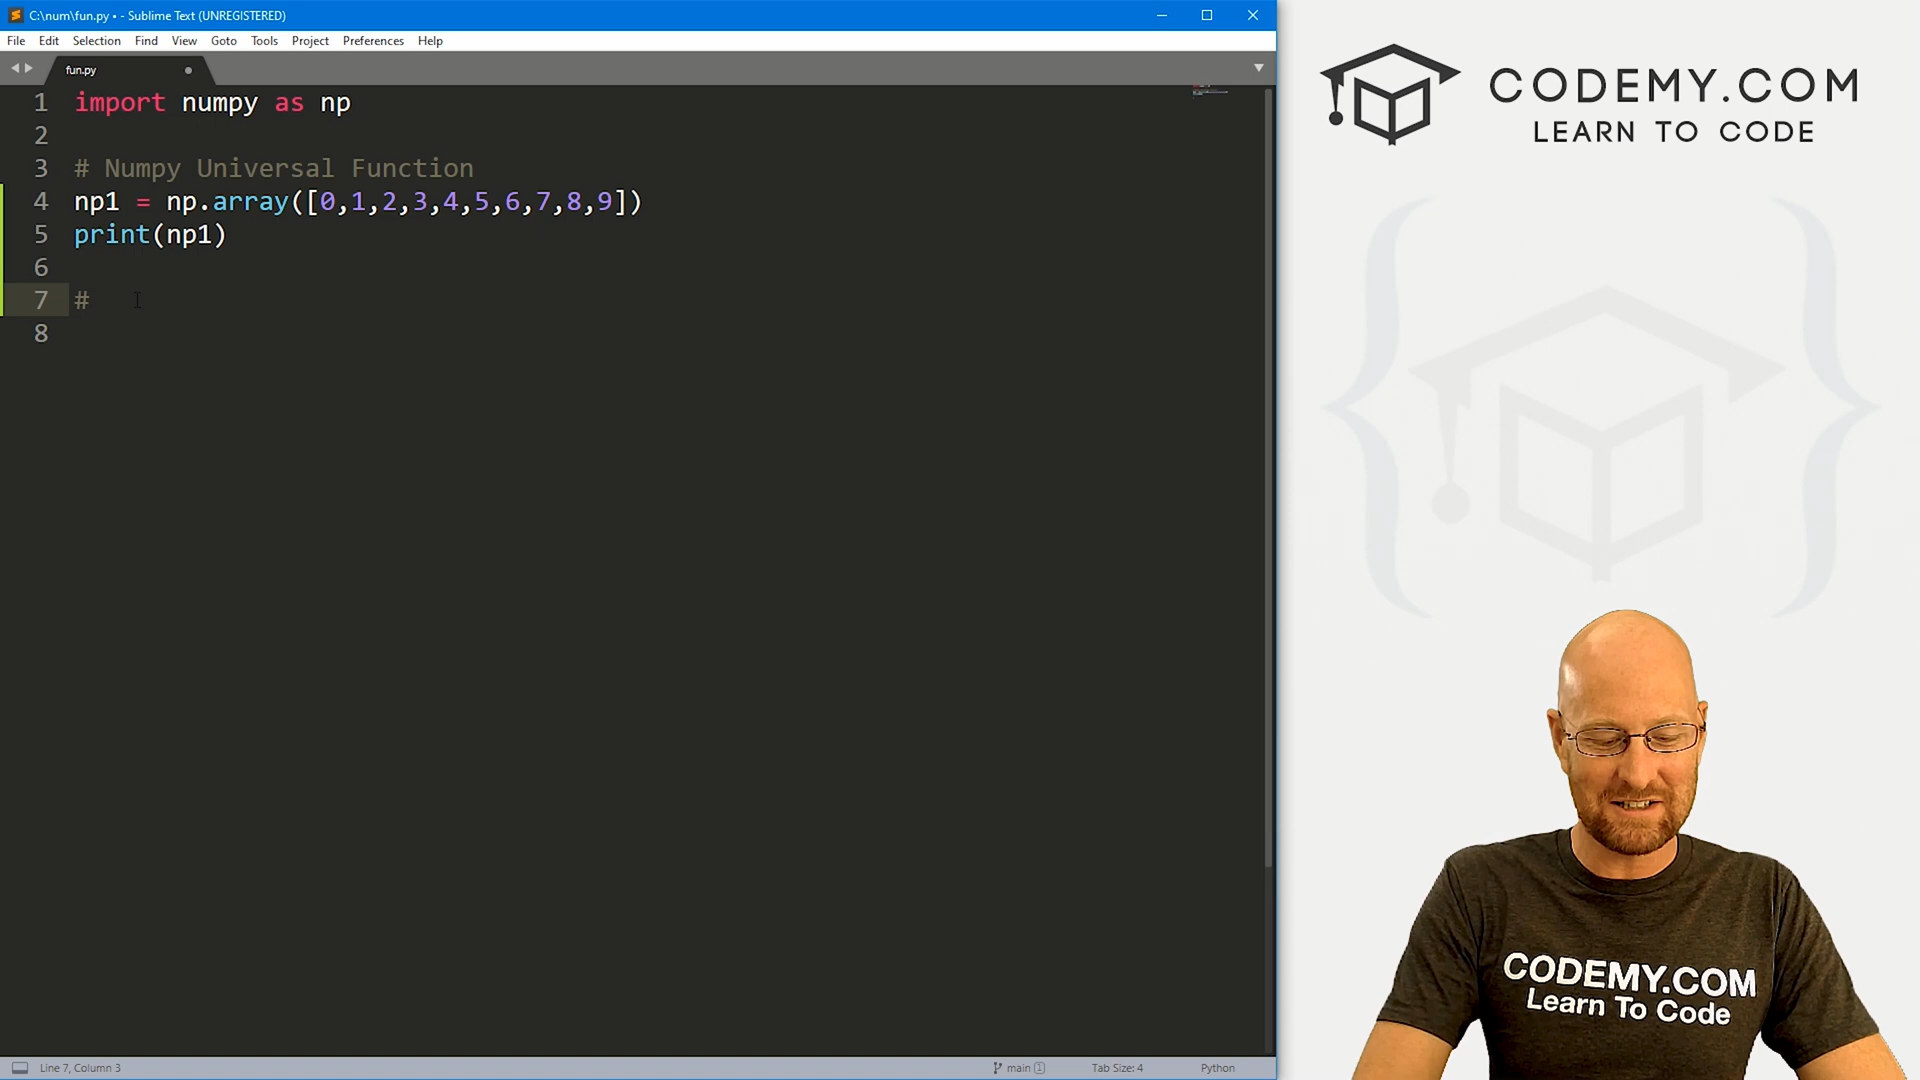 C:\num\fun.py • - Sublime Text (UNREGISTERED)
File Edit Selection Find View Goto Tools Project Preferences Help
fun.py
1 import numpy as np
2
3 # Numpy Universal Function
4 np1 = np.array([0,1,2,3,4,5,6,7,8,9])
5 print(np1)
6
7 #
8
Line 7, Column 3
main 1
Tab Size: 4
Python
CODEMY.COM
LEARN TO CODE
CODEMY.COM
Learn To Code